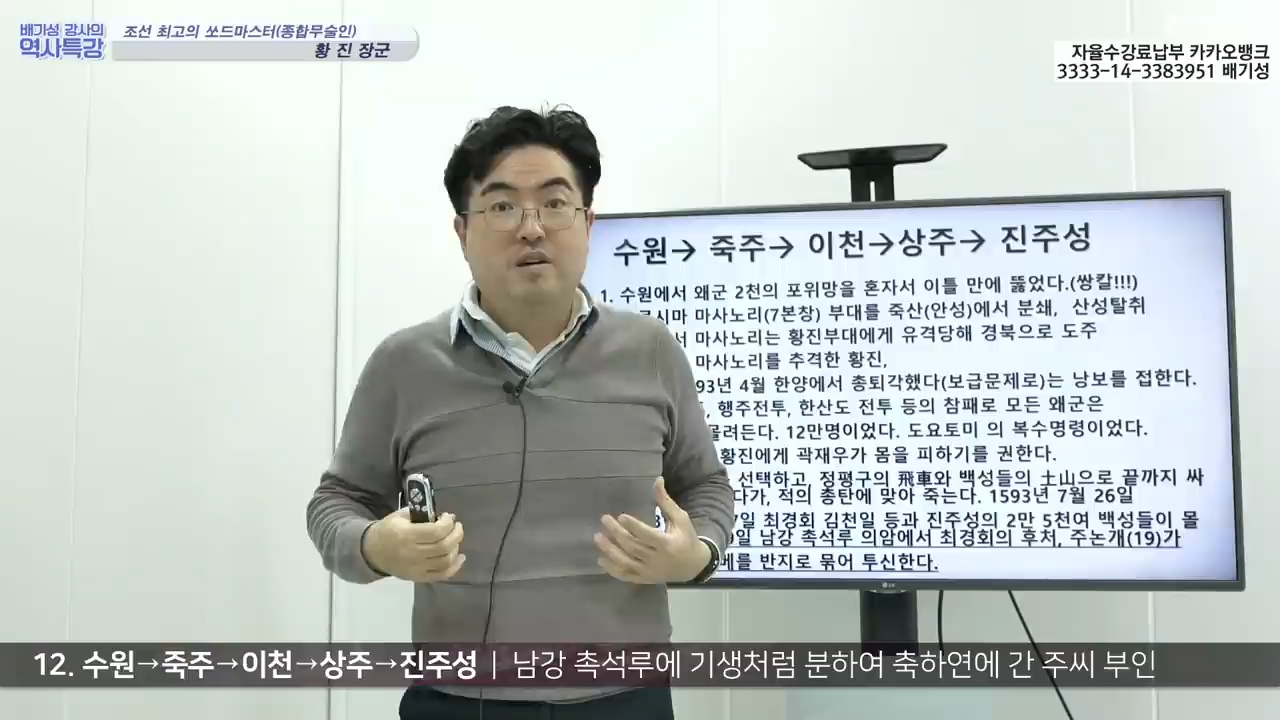 배기성 강사의
역사특강
조선 최고의 쏘드마스터(종합무술인)
황 진 장군
자율수강료납부 카카오뱅크
3333-14-3383951 배기성
수원→ 죽주→ 이천→상주→ 진주성
1. 수원에서 왜군 2천의 포위망을 혼자서 이틀 만에 뚫었다.(쌍칼!!!)
시마 마사노리(7본창) 부대를 죽산(안성)에서 분쇄, 산성탈취
서 마사노리는 황진부대에게 유격당해 경북으로 도주
마사노리를 추격한 황진,
93년 4월 한양에서 총퇴각했다(보급문제로)는 낭보를 접한다.
, 행주전투, 한산도 전투 등의 참패로 모든 왜군은
몰려든다. 12만명이었다. 도요토미 의 복수명령이었다.
황진에게 곽재우가 몸을 피하기를 권한다.
선택하고, 정평구의 飛車와 백성들의 土山으로 끝까지 싸
다가, 적의 총탄에 맞아 죽는다. 1593년 7월 26일
7일 최경회 김천일 등과 진주성의 2만 5천여 백성들이 몰
9일 남강 촉석루 의암에서 최경회의 후처, 주논개(19)가
메를 반지로 묶어 투신한다.
LG
12. 수원→죽주→이천→상주→진주성 | 남강 촉석루에 기생처럼 분하여 축하연에 간 주씨 부인